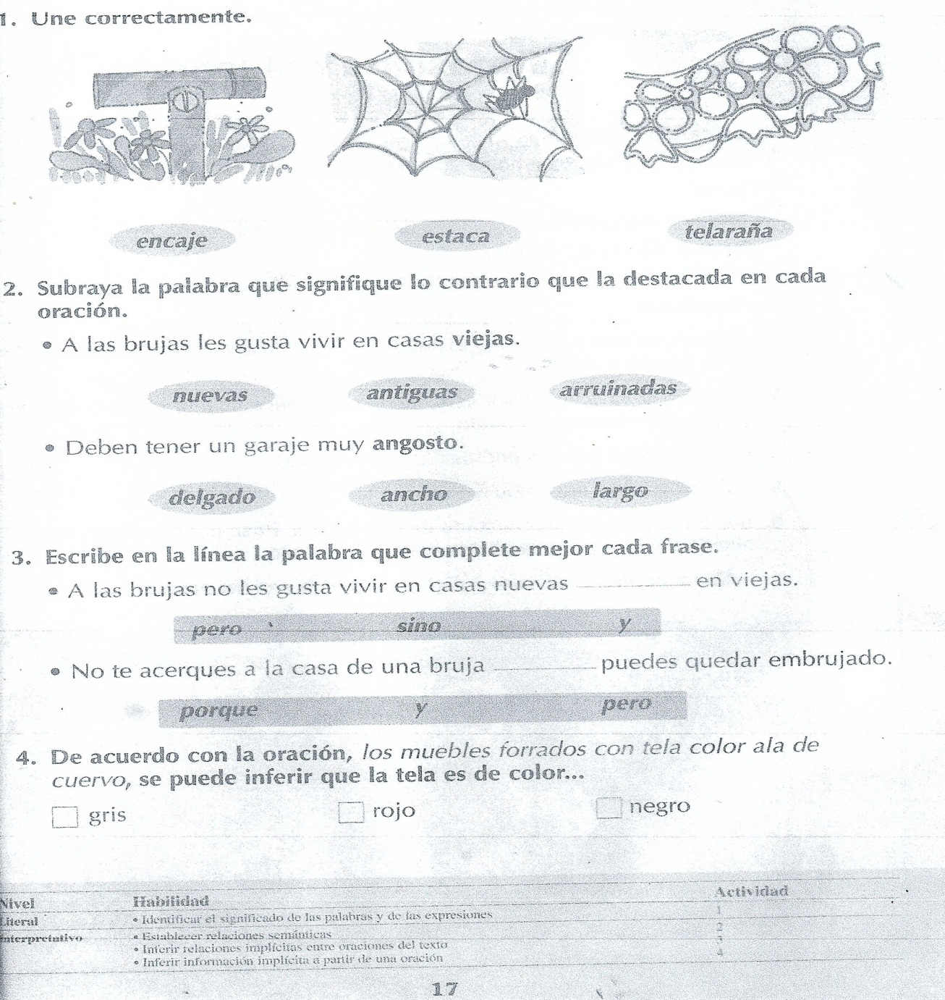 1. Une correctamente.
encaje estaca telaraña
2. Subraya la palabra que signifique lo contrario que la destacada en cada
oración.
• A las brujas les gusta vivir en casas viejas.
nuevas antiguas arruinadas
• Deben tener un garaje muy angosto.
delgado ancho largo
3. Escribe en la línea la palabra que complete mejor cada frase.
• A las brujas no les gusta vivir en casas nuevas __________ en viejas.
pero sino y
• No te acerques a la casa de una bruja __________ puedes quedar embrujado.
porque y pero
4. De acuerdo con la oración, los muebles forrados con tela color ala de
cuervo, se puede inferir que la tela es de color...
gris rojo negro
Nivel Habilidad Actividad
Literal • Identificar el significado de las palabras y de las expresiones 1
Interpretativo • Establecer relaciones semánticas 2
• Inferir relaciones implícitas entre oraciones del texto 3
• Inferir información implícita a partir de una oración 4
17